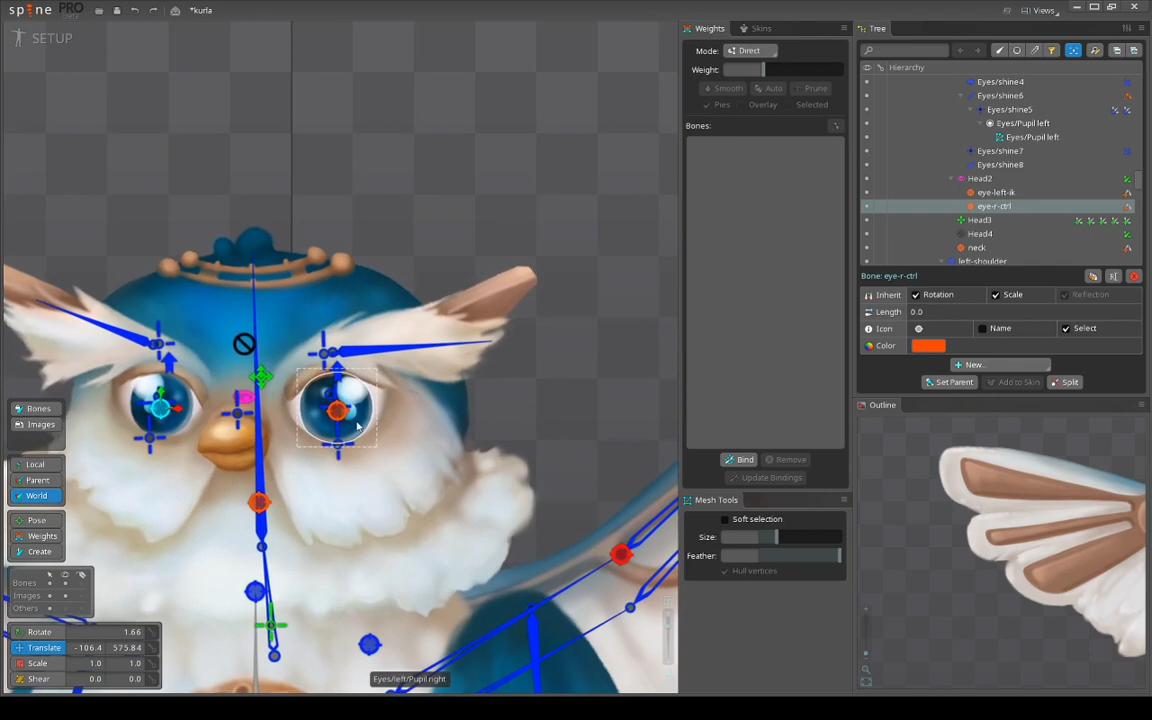 spine PRO
beta
*kurla
Views
SETUP
Bones
Images
Local
Parent
World
Pose
Weights
Create
Bones
Images
Others
Rotate 1.66
Translate -106.4 575.84
Scale 1.0 1.0
Shear 0.0 0.0
Eyes/left/Pupil right
Weights Skins
Mode: Direct
Weight:
Smooth Auto Prune
Pies Overlay Selected
Bones:
Bind Remove
Update Bindings
Mesh Tools
Soft selection
Size:
Feather:
Hull vertices
Tree
Hierarchy
Eyes/shine4
Eyes/shine6
Eyes/shine5
Eyes/Pupil left
Eyes/Pupil left
Eyes/shine7
Eyes/shine8
Head2
eye-left-ik
eye-r-ctrl
Head3
Head4
neck
left-shoulder
Bone: eye-r-ctrl
Inherit Rotation Scale Reflection
Length 0.0
Icon Name Select
Color
New...
Set Parent Add to Skin Split
Outline